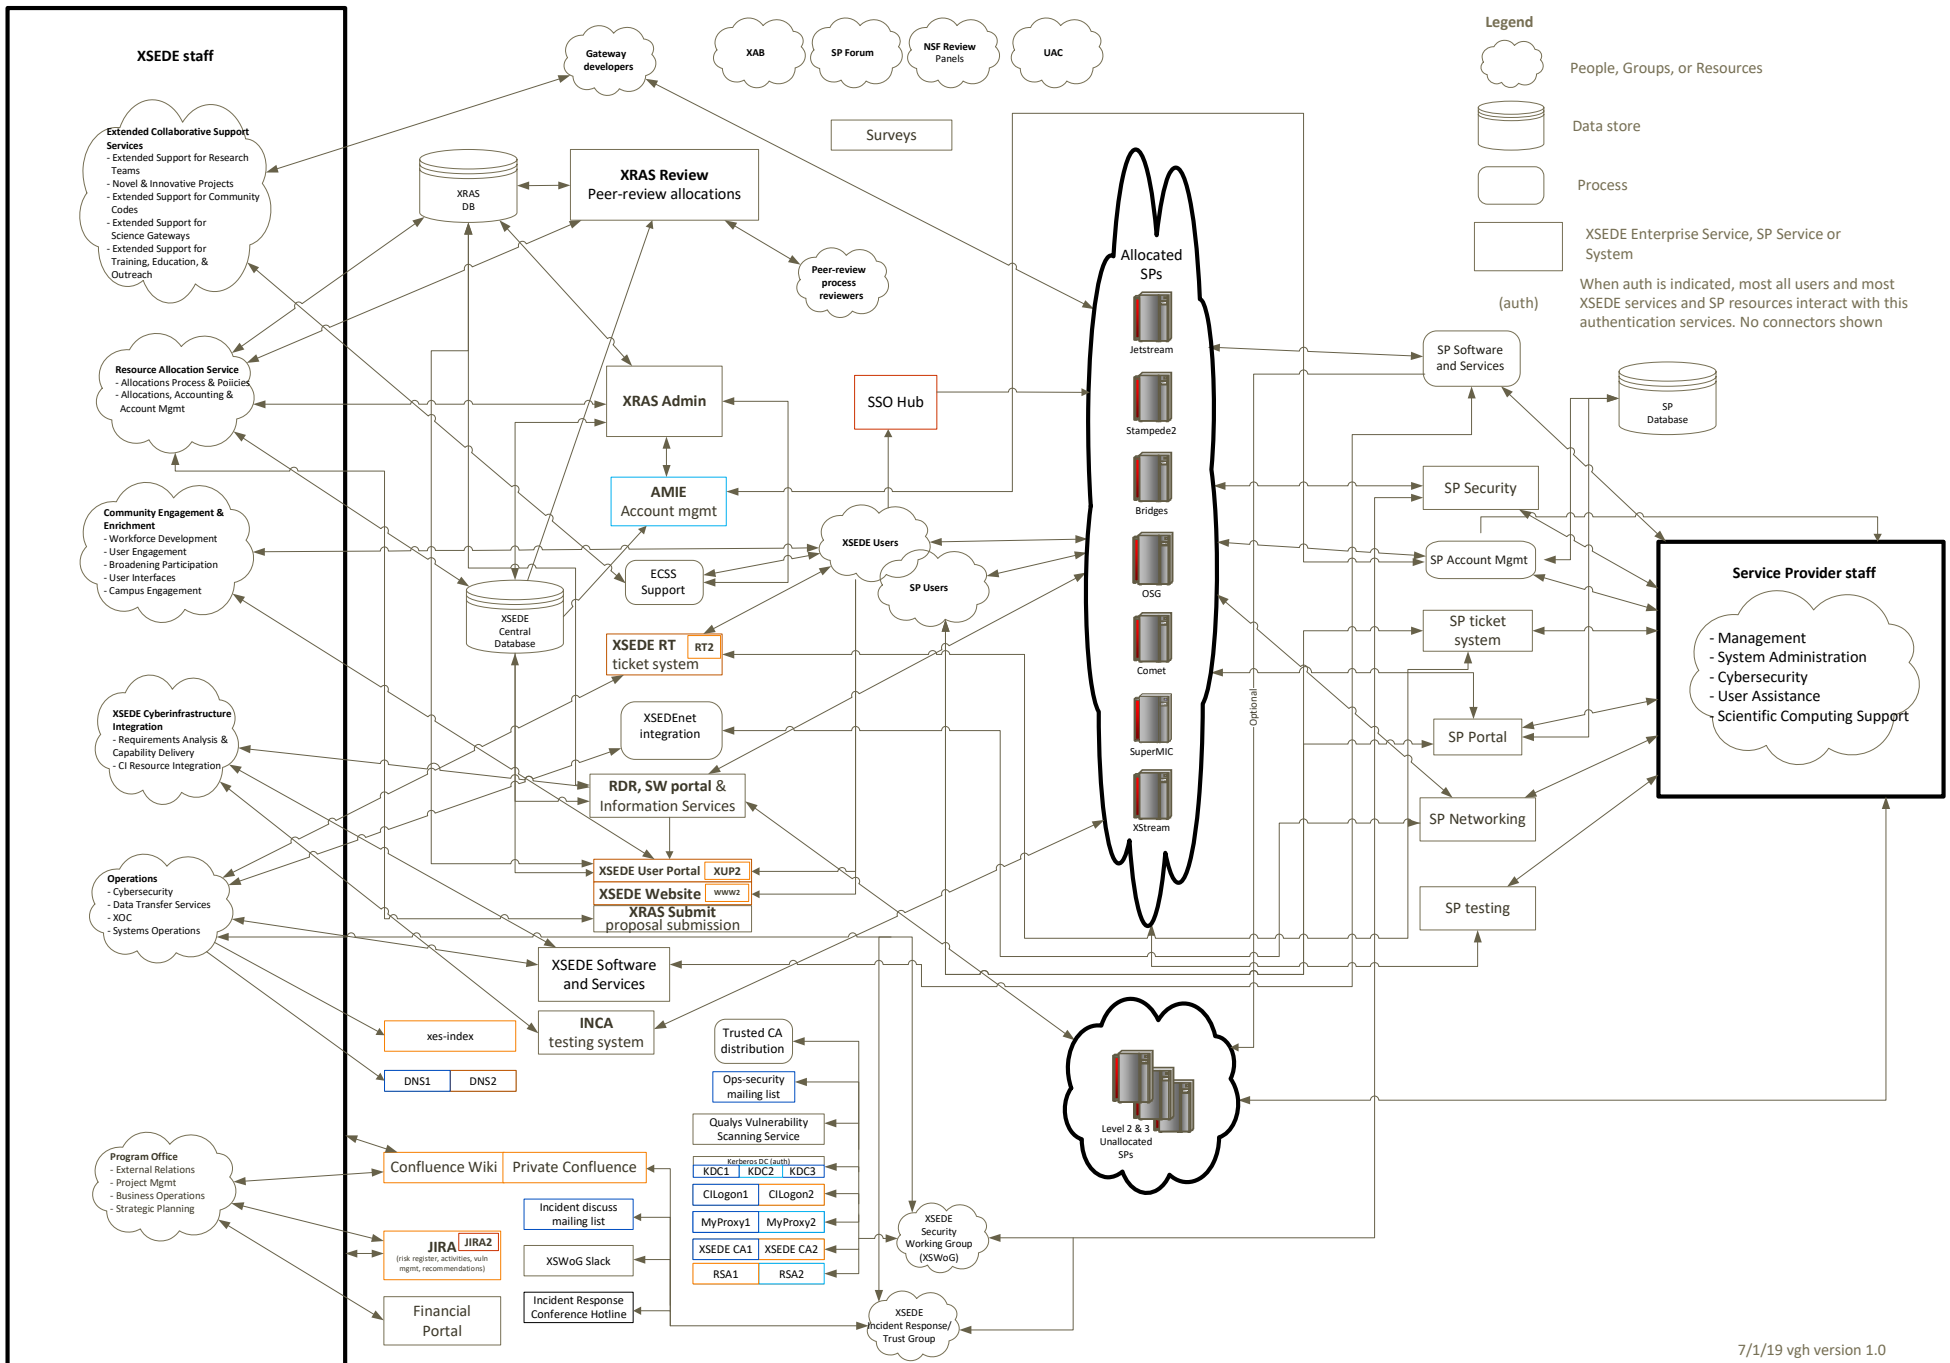 XSEDE staff
Extended Collaborative Support
Services
- Extended Support for Research
Teams
- Novel & Innovative Projects
- Extended Support for Community
Codes
- Extended Support for
Science Gateways
- Extended Support for
Training, Education, &
Outreach
Resource Allocation Service
- Allocations Process & Policies
- Allocations, Accounting &
Account Mgmt
Community Engagement &
Enrichment
- Workforce Development
- User Engagement
- Broadening Participation
- User Interfaces
- Campus Engagement
XSEDE Cyberinfrastructure
Integration
- Requirements Analysis &
Capability Delivery
- CI Resource Integration
Operations
- Cybersecurity
- Data Transfer Services
- XOC
- Systems Operations
Program Office
- External Relations
- Project Mgmt
- Business Operations
- Strategic Planning
Gateway
developers
XAB
SP Forum
NSF Review
Panels
UAC
Surveys
XRAS
DB
XRAS Review
Peer-review allocations
Peer-review
process
reviewers
XRAS Admin
AMIE
Account mgmt
SSO Hub
XSEDE Users
SP Users
ECSS
Support
XSEDE
Central
Database
XSEDE RT
ticket system
RT2
XSEDEnet
integration
RDR, SW portal &
Information Services
XSEDE User Portal
XUP2
XSEDE Website
WWW2
XRAS Submit
proposal submission
XSEDE Software
and Services
INCA
testing system
xes-index
DNS1
DNS2
Confluence Wiki
Private Confluence
JIRA
JIRA2
(risk register, activities, vuln
mgmt, recommendations)
Financial
Portal
Incident discuss
mailing list
XSWoG Slack
Incident Response
Conference Hotline
Trusted CA
distribution
Ops-security
mailing list
Qualys Vulnerability
Scanning Service
Kerberos DC (auth)
KDC1
KDC2
KDC3
CILogon1
CILogon2
MyProxy1
MyProxy2
XSEDE CA1
XSEDE CA2
RSA1
RSA2
XSEDE
Security
Working Group
(XSWoG)
XSEDE
Incident Response/
Trust Group
Allocated
SPs
Jetstream
Stampede2
Bridges
OSG
Comet
SuperMIC
XStream
Level 2 & 3
Unallocated
SPs
Optional
SP Software
and Services
SP
Database
SP Security
SP Account Mgmt
SP ticket
system
SP Portal
SP Networking
SP testing
Service Provider staff
- Management
- System Administration
- Cybersecurity
- User Assistance
- Scientific Computing Support
Legend
People, Groups, or Resources
Data store
Process
XSEDE Enterprise Service, SP Service or
System
(auth)
When auth is indicated, most all users and most
XSEDE services and SP resources interact with this
authentication services. No connectors shown
7/1/19 vgh version 1.0